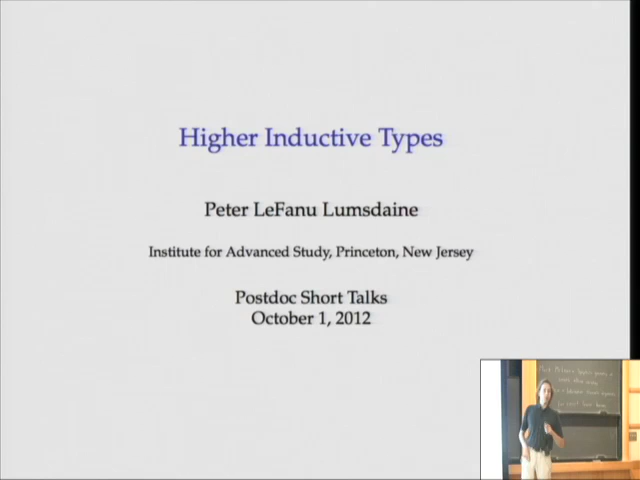 Higher Inductive Types
Peter LeFanu Lumsdaine
Institute for Advanced Study, Princeton, New Jersey
Postdoc Short Talks
October 1, 2012